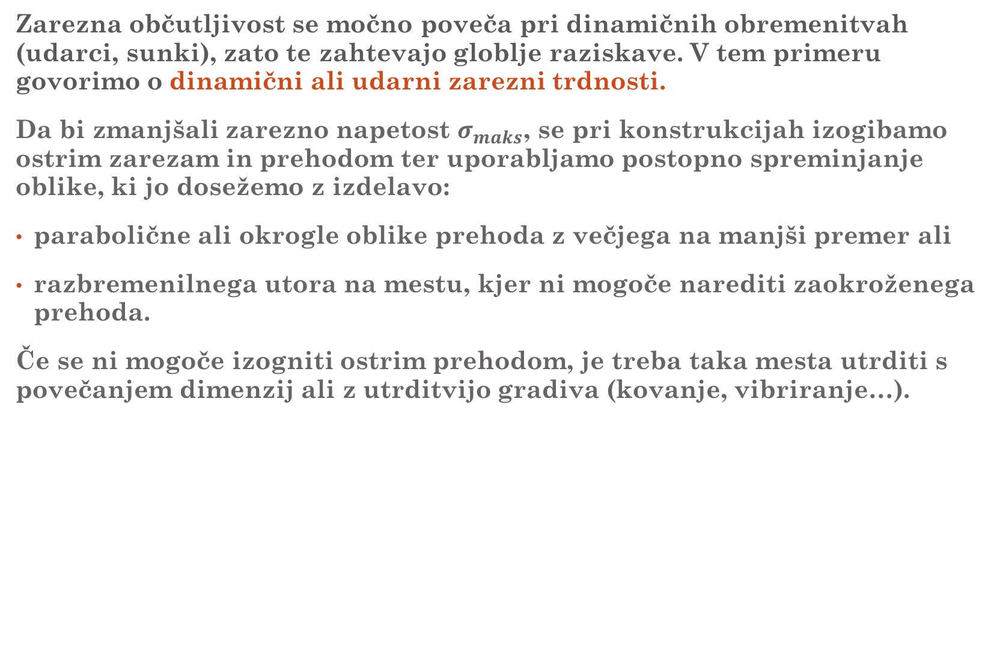 Zarezna občutljivost se močno poveča pri dinamičnih obremenitvah
(udarci, sunki), zato te zahtevajo globlje raziskave. V tem primeru
govorimo o dinamični ali udarni zarezni trdnosti.
Da bi zmanjšali zarezno napetost σ_maks, se pri konstrukcijah izogibamo
ostrim zarezam in prehodom ter uporabljamo postopno spreminjanje
oblike, ki jo dosežemo z izdelavo:
• parabolične ali okrogle oblike prehoda z večjega na manjši premer ali
• razbremenilnega utora na mestu, kjer ni mogoče narediti zaokroženega
prehoda.
Če se ni mogoče izogniti ostrim prehodom, je treba taka mesta utrditi s
povečanjem dimenzij ali z utrditvijo gradiva (kovanje, vibriranje…).